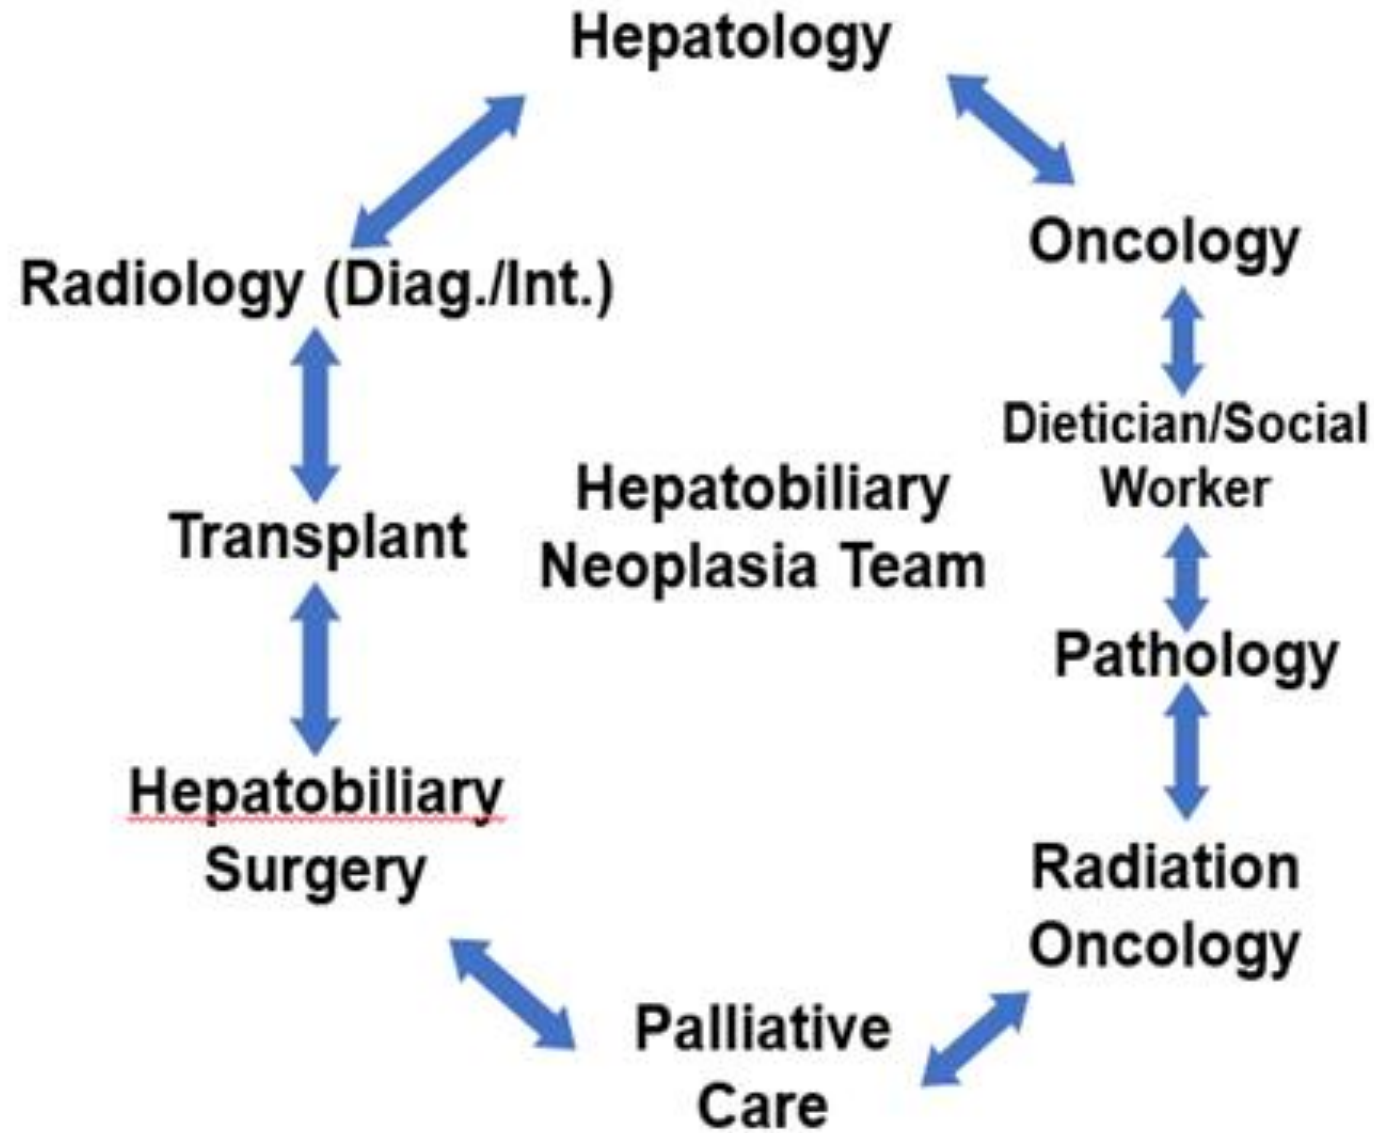 Hepatology
Oncology
Radiology (Diag./Int.)
Dietician/Social
Worker
Hepatobiliary
Neoplasia Team
Transplant
Pathology
Hepatobiliary
Surgery
Radiation
Oncology
Palliative
Care